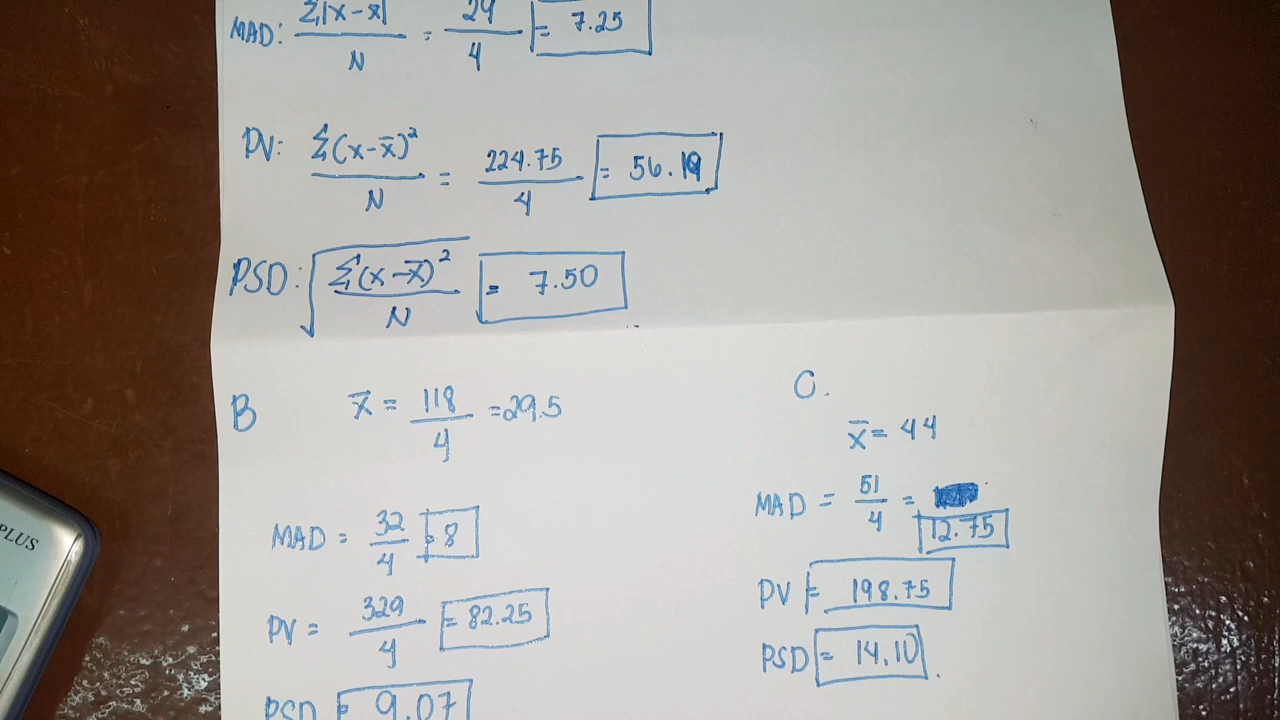 MAD: Σ|x-x̄| / N = 29 / 4 = 7.25
PV: Σ(x-x̄)² / N = 224.75 / 4 = 56.19
PSD: √ Σ(x-x̄)² / N = 7.50
B x̄ = 118 / 4 = 29.5
MAD = 32 / 4 = 8
PV = 329 / 4 = 82.25
PSD = 9.07
C.
x̄ = 44
MAD = 51 / 4 = 12.75
PV = 198.75
PSD = 14.10
PLUS